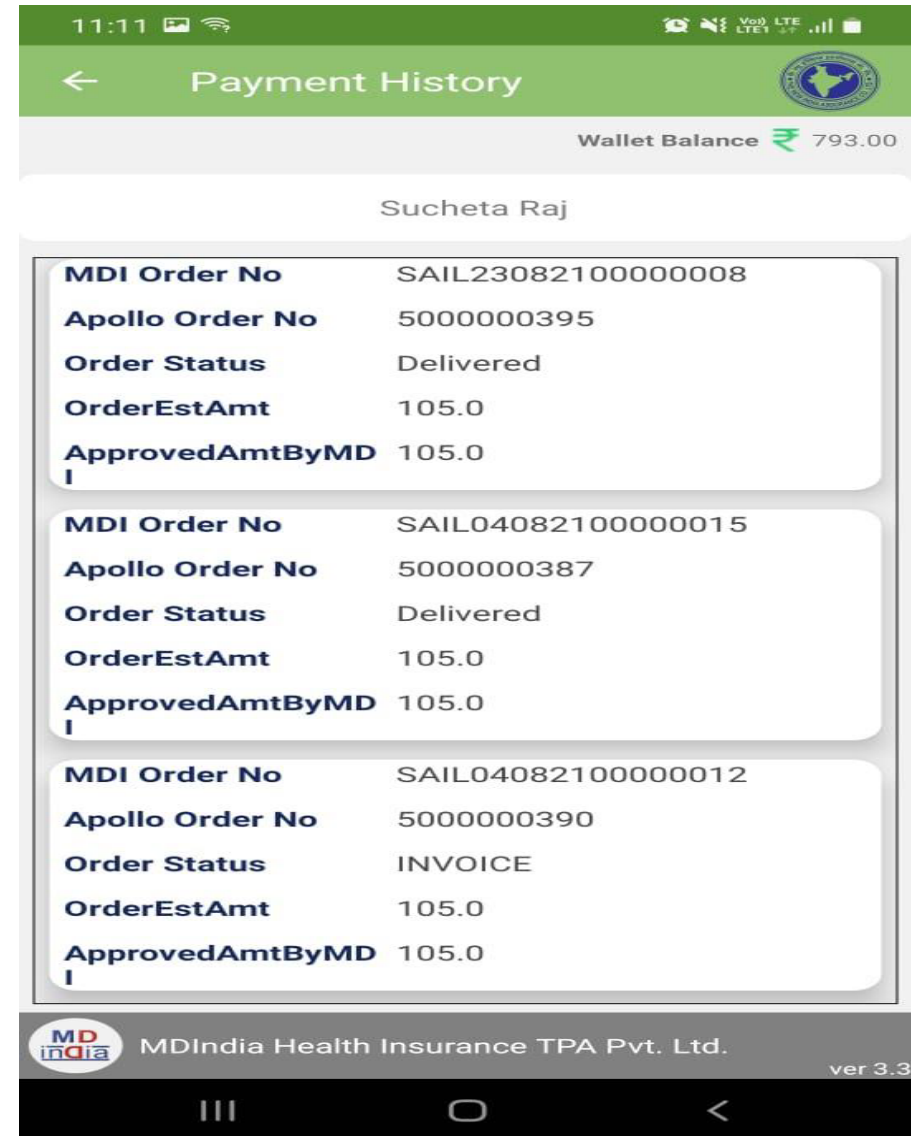 11:11 Voi) LTE
LTE1
Payment History
Wallet Balance ₹ 793.00
Sucheta Raj
MDI Order No SAIL23082100000008
Apollo Order No 5000000395
Order Status Delivered
OrderEstAmt 105.0
ApprovedAmtByMD 105.0
I
MDI Order No SAIL04082100000015
Apollo Order No 5000000387
Order Status Delivered
OrderEstAmt 105.0
ApprovedAmtByMD 105.0
I
MDI Order No SAIL04082100000012
Apollo Order No 5000000390
Order Status INVOICE
OrderEstAmt 105.0
ApprovedAmtByMD 105.0
I
MD
india
MDIndia Health Insurance TPA Pvt. Ltd.
ver 3.3